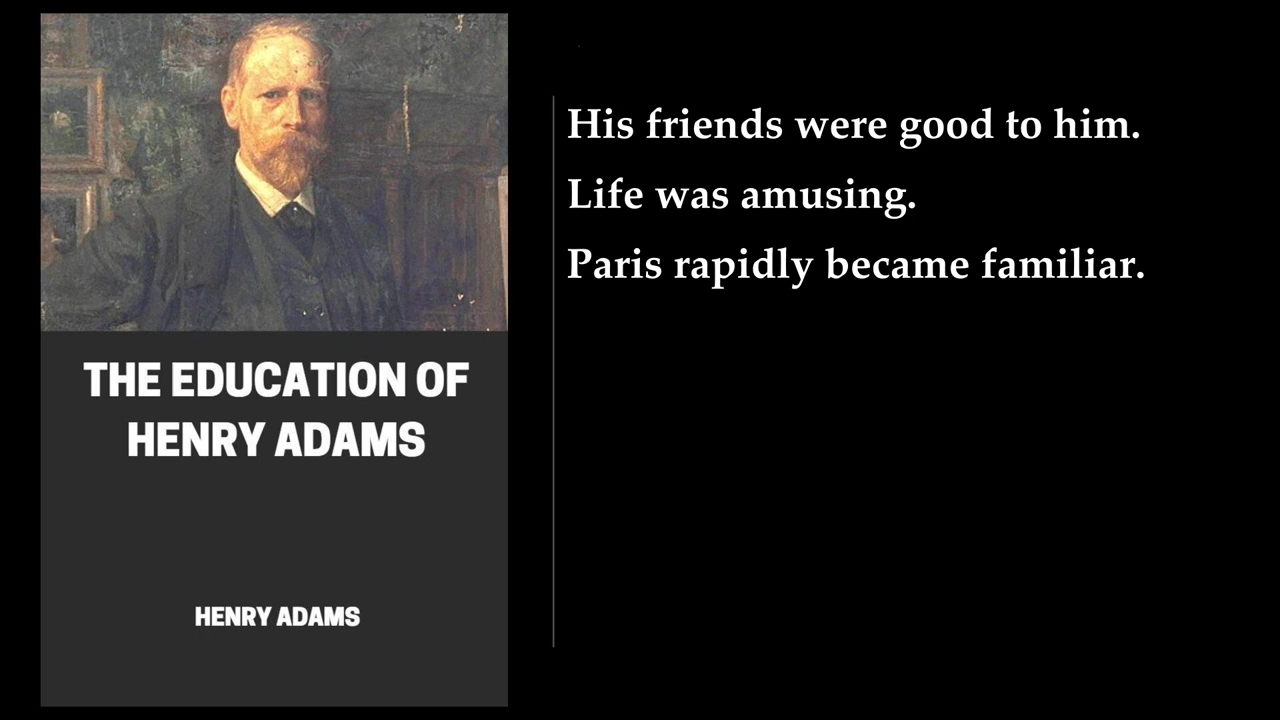 THE EDUCATION OF
HENRY ADAMS
HENRY ADAMS
His friends were good to him.
Life was amusing.
Paris rapidly became familiar.